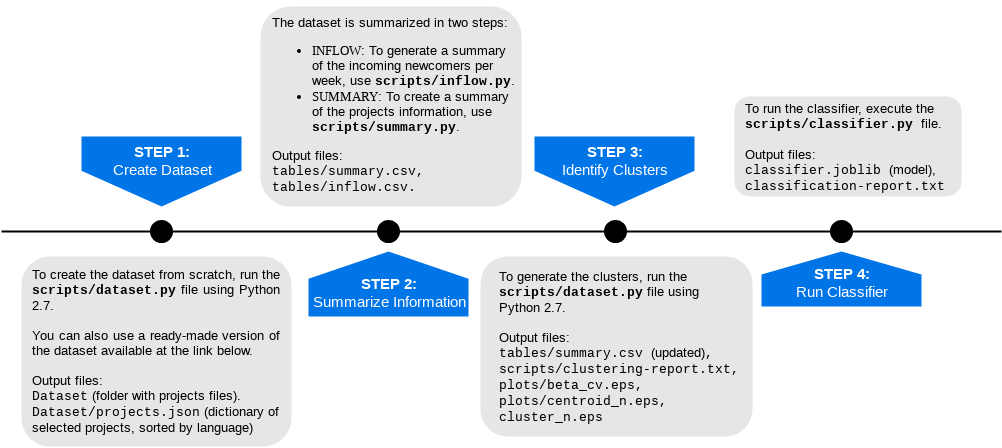 STEP 1:
Create Dataset
To create the dataset from scratch, run the
scripts/dataset.py file using Python
2.7.
You can also use a ready-made version of
the dataset available at the link below.
Output files:
Dataset (folder with projects files).
Dataset/projects.json (dictionary of
selected projects, sorted by language)
The dataset is summarized in two steps:
• INFLOW: To generate a summary
of the incoming newcomers per
week, use scripts/inflow.py.
• SUMMARY: To create a summary
of the projects information, use
scripts/summary.py.
Output files:
tables/summary.csv,
tables/inflow.csv.
STEP 2:
Summarize Information
STEP 3:
Identify Clusters
To generate the clusters, run the
scripts/dataset.py file using
Python 2.7.
Output files:
tables/summary.csv (updated),
scripts/clustering-report.txt,
plots/beta_cv.eps,
plots/centroid_n.eps,
cluster_n.eps
To run the classifier, execute the
scripts/classifier.py file.
Output files:
classifier.joblib (model),
classification-report.txt
STEP 4:
Run Classifier